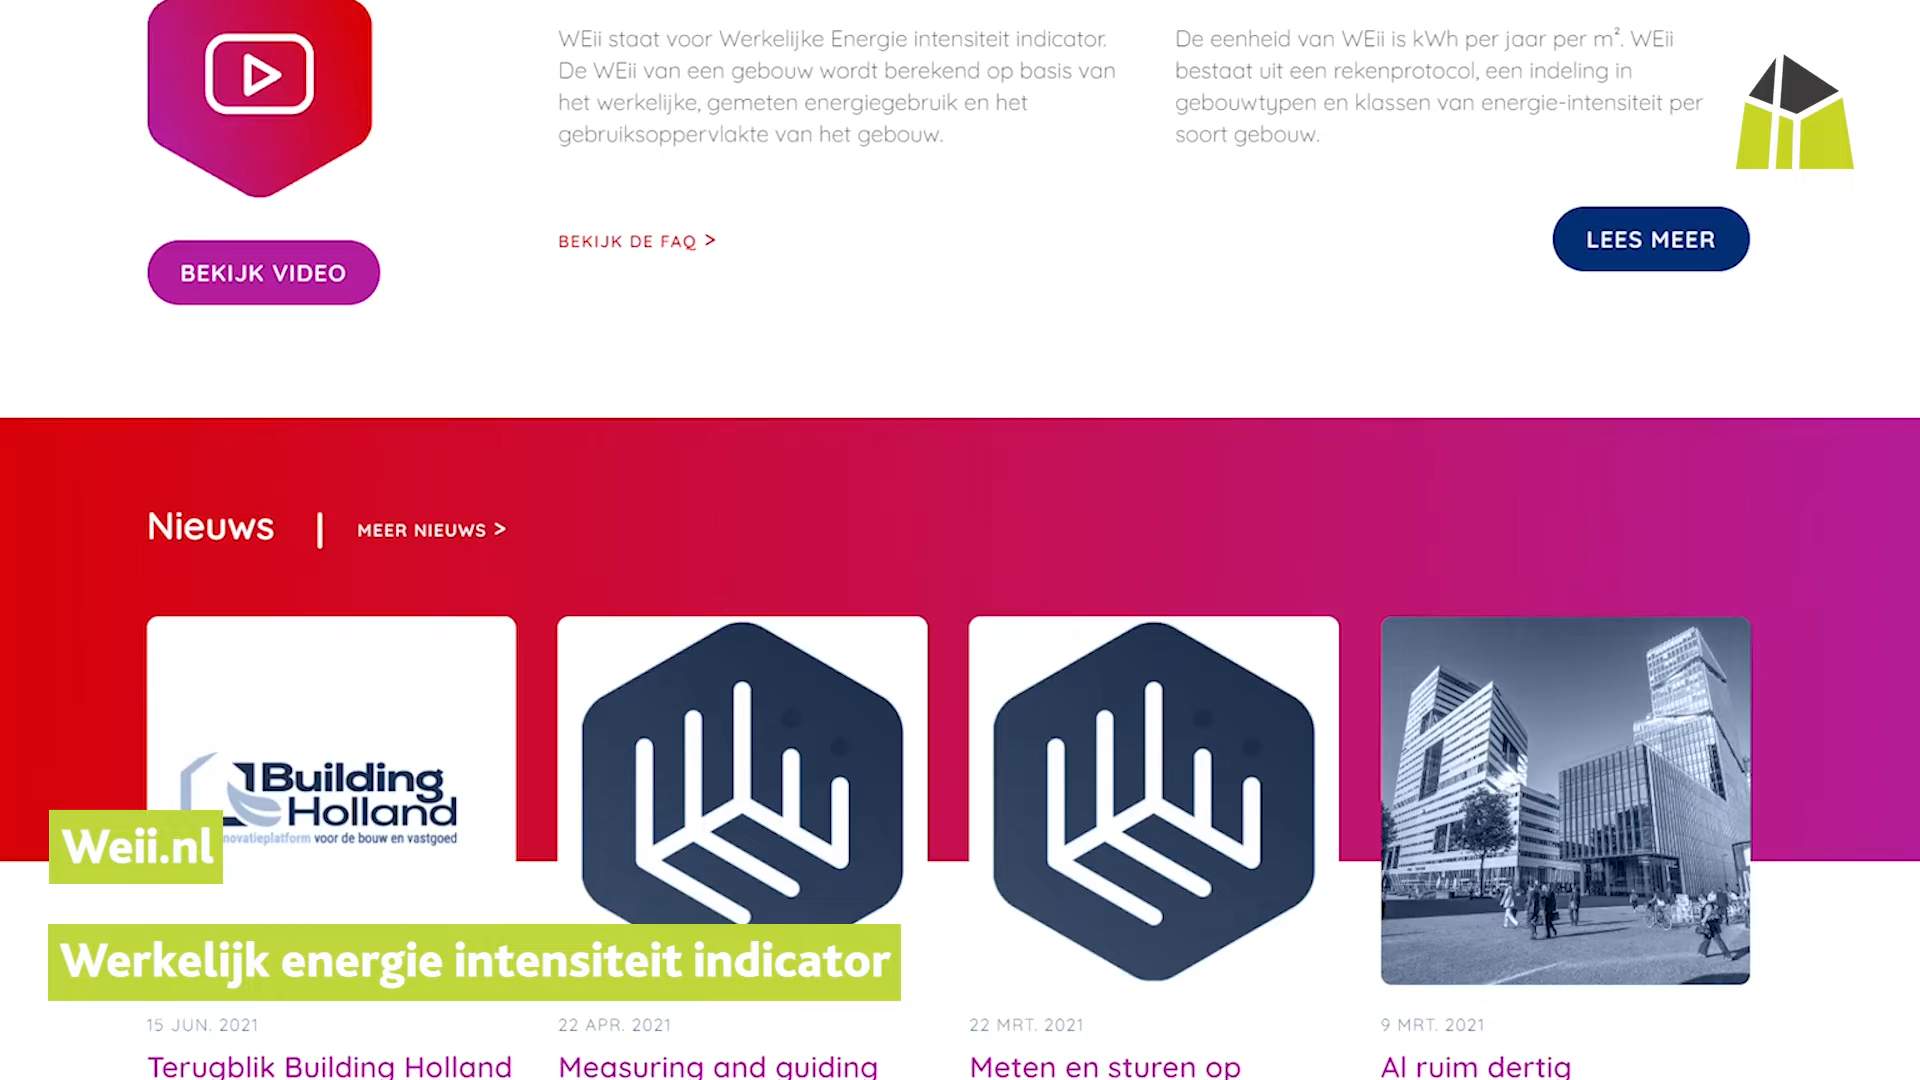 WEii staat voor Werkelijke Energie intensiteit indicator.
De WEii van een gebouw wordt berekend op basis van
het werkelijke, gemeten energiegebruik en het
gebruiksoppervlakte van het gebouw.
De eenheid van WEii is kWh per jaar per m². WEii
bestaat uit een rekenprotocol, een indeling in
gebouwtypen en klassen van energie-intensiteit per
soort gebouw.
BEKIJK VIDEO
BEKIJK DE FAQ >
LEES MEER
Nieuws
MEER NIEUWS >
Building
Holland
novatieplatform voor de bouw en vastgoed
Weii.nl
Werkelijk energie intensiteit indicator
15 JUN. 2021
Terugblik Building Holland
22 APR. 2021
Measuring and guiding
22 MRT. 2021
Meten en sturen op
9 MRT. 2021
Al ruim dertig